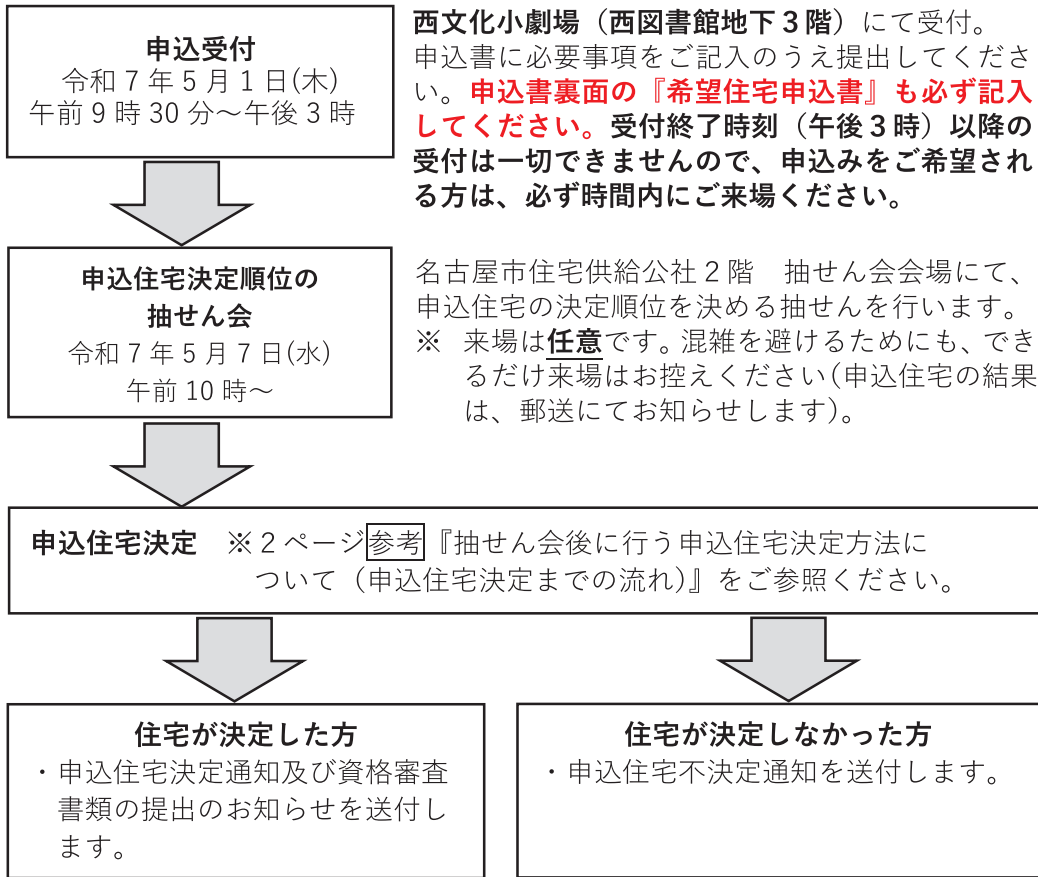 申込受付
令和７年５月１日(木)
午前９時30分～午後３時
西文化小劇場（西図書館地下３階）にて受付。
申込書に必要事項をご記入のうえ提出してくださ
い。申込書裏面の『希望住宅申込書』も必ず記入
してください。受付終了時刻（午後３時）以降の
受付は一切できませんので、申込みをご希望され
る方は、必ず時間内にご来場ください。
申込住宅決定順位の
抽せん会
令和７年５月７日(水)
午前10時～
名古屋市住宅供給公社２階　抽せん会会場にて、
申込住宅の決定順位を決める抽せんを行います。
※　来場は任意です。混雑を避けるためにも、でき
るだけ来場はお控えください(申込住宅の結果
は、郵送にてお知らせします)。
申込住宅決定　※２ページ参考『抽せん会後に行う申込住宅決定方法に
ついて（申込住宅決定までの流れ)』をご参照ください。
住宅が決定した方
・申込住宅決定通知及び資格審査
書類の提出のお知らせを送付し
ます。
住宅が決定しなかった方
・申込住宅不決定通知を送付します。